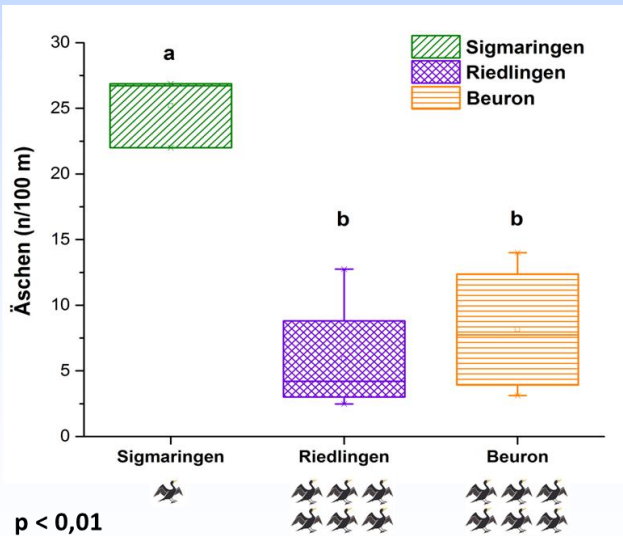 30
25
20
15
10
5
0
Äschen (n/100 m)
a
b
b
Sigmaringen
Riedlingen
Beuron
Sigmaringen Riedlingen Beuron
p < 0,01